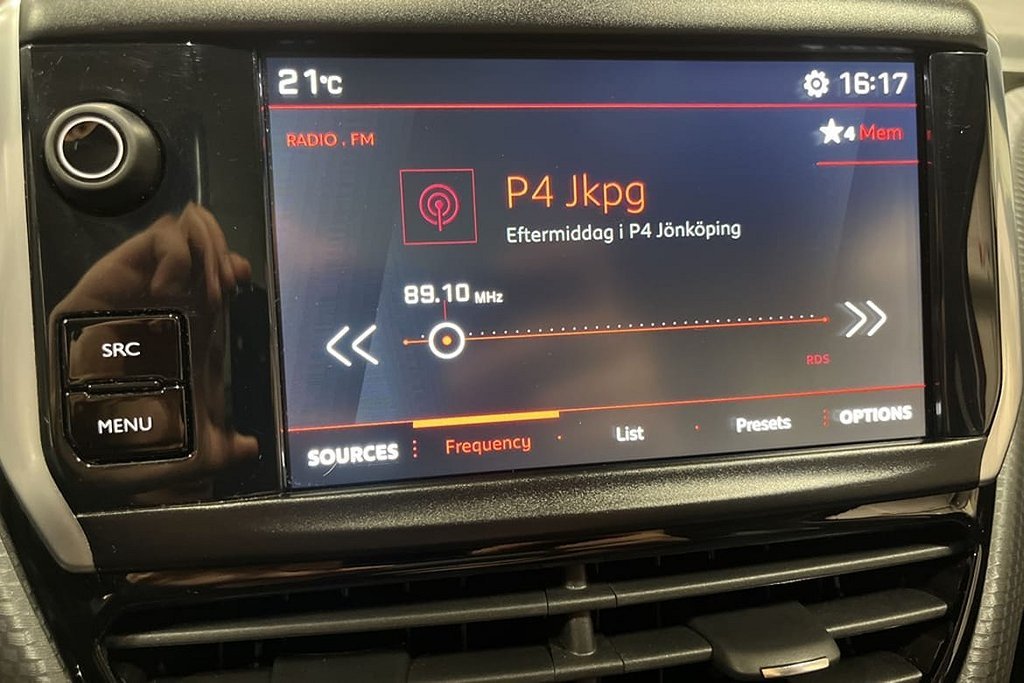 21°C
16:17
RADIO . FM
4 Mem
P4 Jkpg
Eftermiddag i P4 Jönköping
89.10 MHz
RDS
SRC
MENU
SOURCES
Frequency
List
Presets
OPTIONS